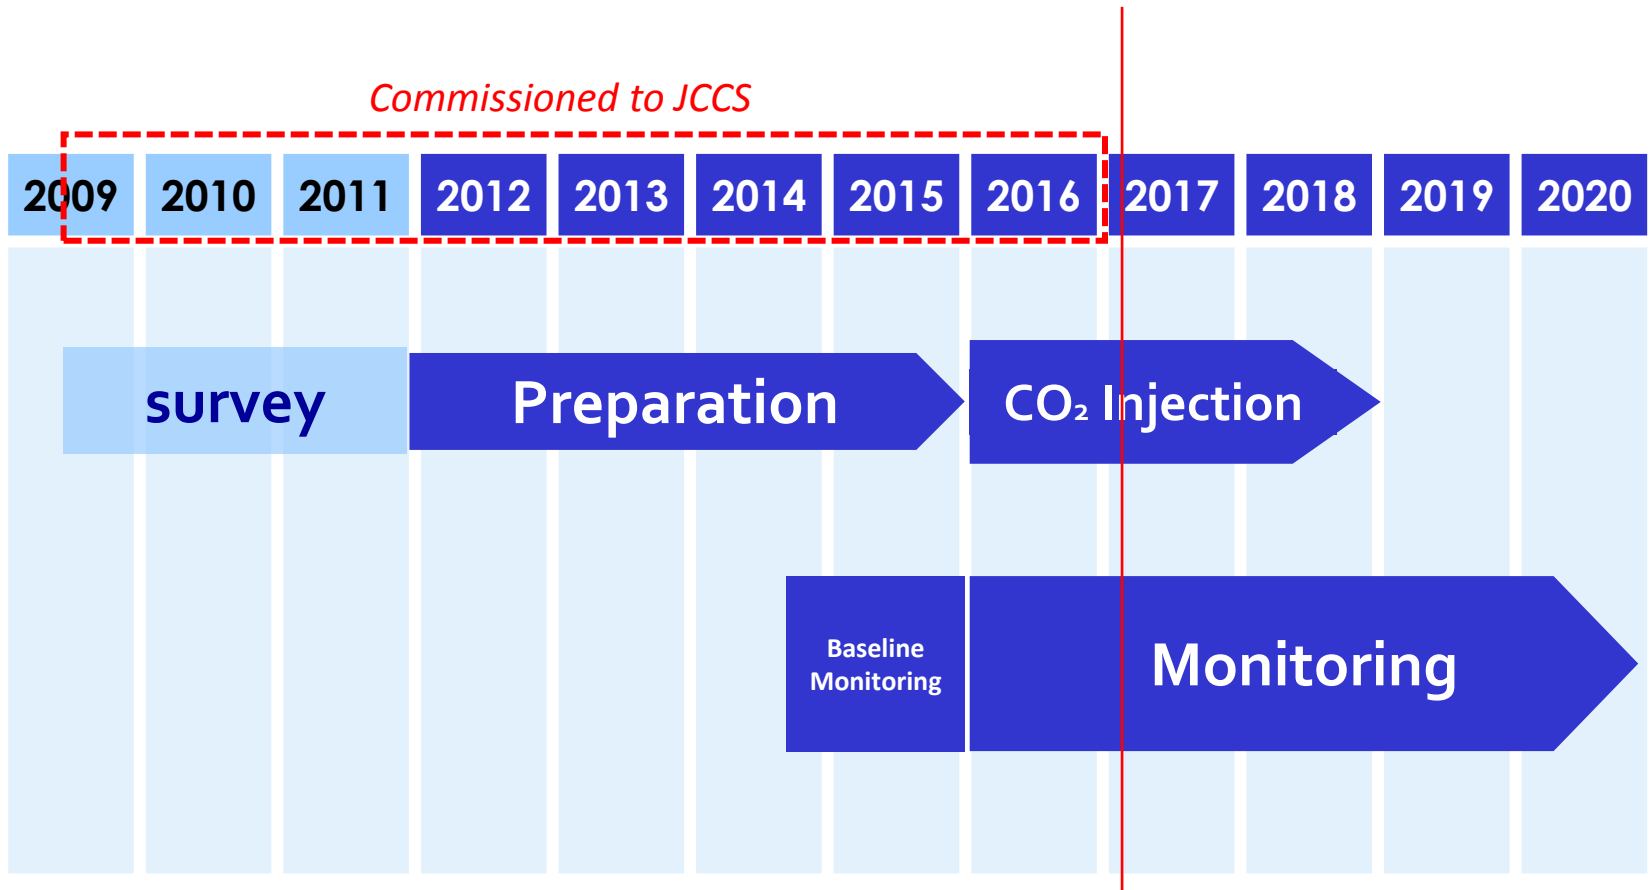 Commissioned to JCCS
2009 2010 2011 2012 2013 2014 2015 2016 2017 2018 2019 2020
survey
Preparation
CO₂ Injection
Baseline
Monitoring
Monitoring